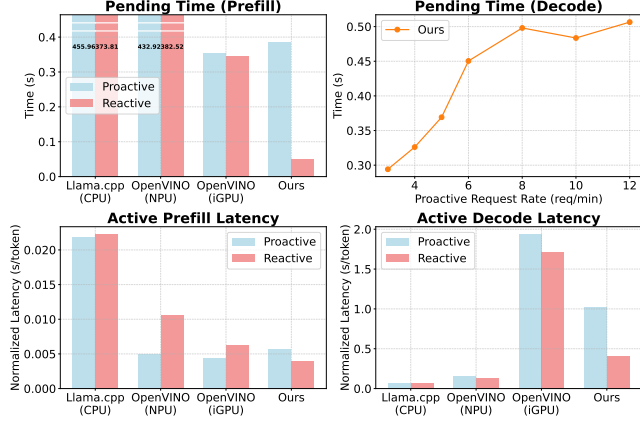 Pending Time (Prefill)
Time (s)
0.4
0.3
0.2
0.1
0.0
455.96373.81
432.92382.52
Proactive
Reactive
Llama.cpp
(CPU)
OpenVINO
(NPU)
OpenVINO
(iGPU)
Ours
Pending Time (Decode)
Time (s)
0.50
0.45
0.40
0.35
0.30
Ours
4
6
8
10
12
Proactive Request Rate (req/min)
Active Prefill Latency
Normalized Latency (s/token)
0.020
0.015
0.010
0.005
0.000
Proactive
Reactive
Llama.cpp
(CPU)
OpenVINO
(NPU)
OpenVINO
(iGPU)
Ours
Active Decode Latency
Normalized Latency (s/token)
2.0
1.5
1.0
0.5
0.0
Proactive
Reactive
Llama.cpp
(CPU)
OpenVINO
(NPU)
OpenVINO
(iGPU)
Ours